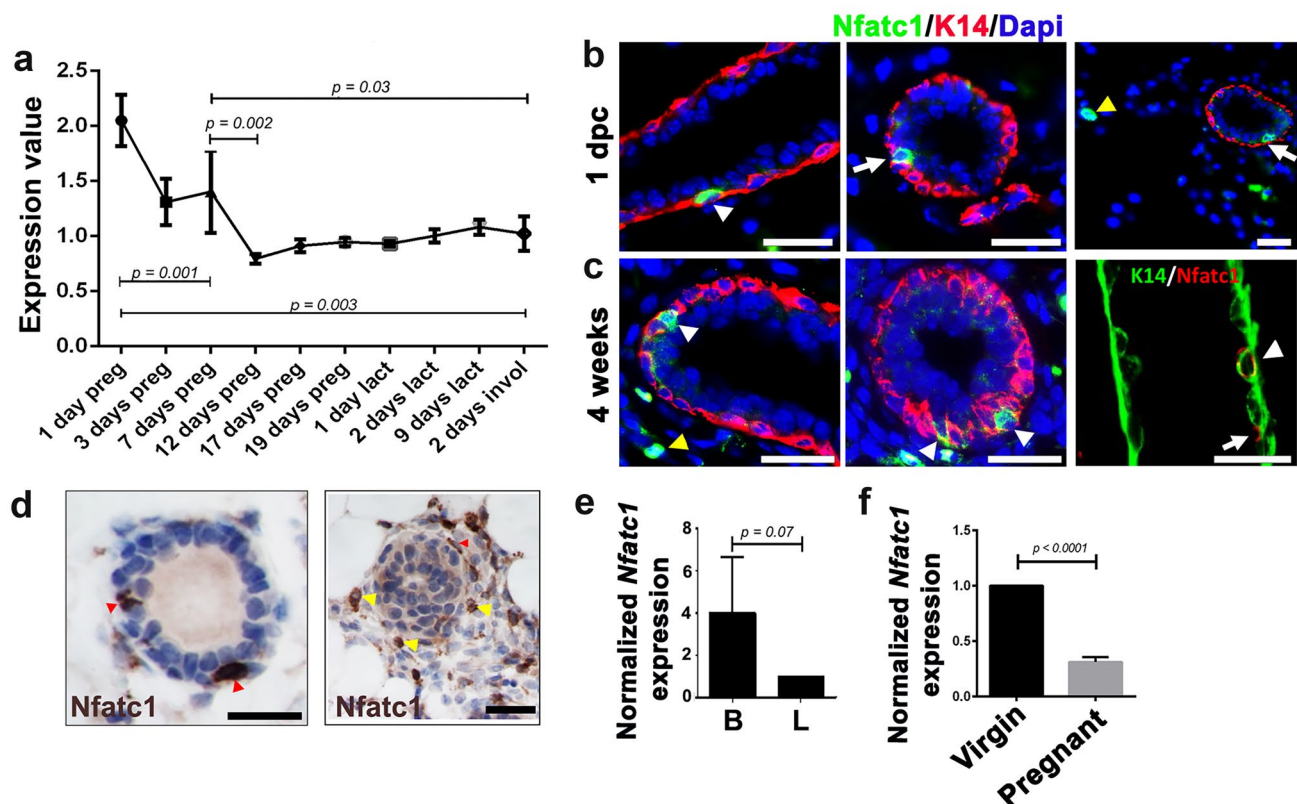 a
Expression value
2.5
2.0
1.5
1.0
0.5
0.0
p = 0.03
p = 0.002
p = 0.001
p = 0.003
1 day preg
3 days preg
7 days preg
12 days preg
17 days preg
19 days preg
1 day lact
2 days lact
9 days lact
2 days invol
Nfatc1/K14/Dapi
b
1 dpc
c
4 weeks
K14/Nfatc1
d
Nfatc1
Nfatc1
e
Normalized Nfatc1
expression
8
6
4
2
0
p = 0.07
B
L
f
Normalized Nfatc1
expression
1.5
1.0
0.5
0.0
p < 0.0001
Virgin
Pregnant